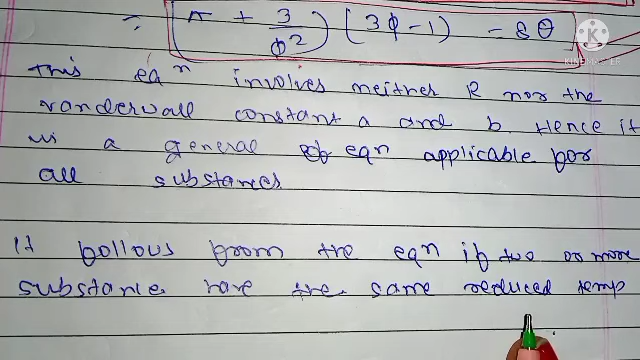 ∴ (π + 3/φ²) (3φ-1) = 8θ
KINEMASTER
This eqⁿ involves neither R nor the
vanderwall constant a and b. Hence it
is a general eqn applicable for
all substances
It follows from the eqⁿ if two or more
substance have the same reduced temp